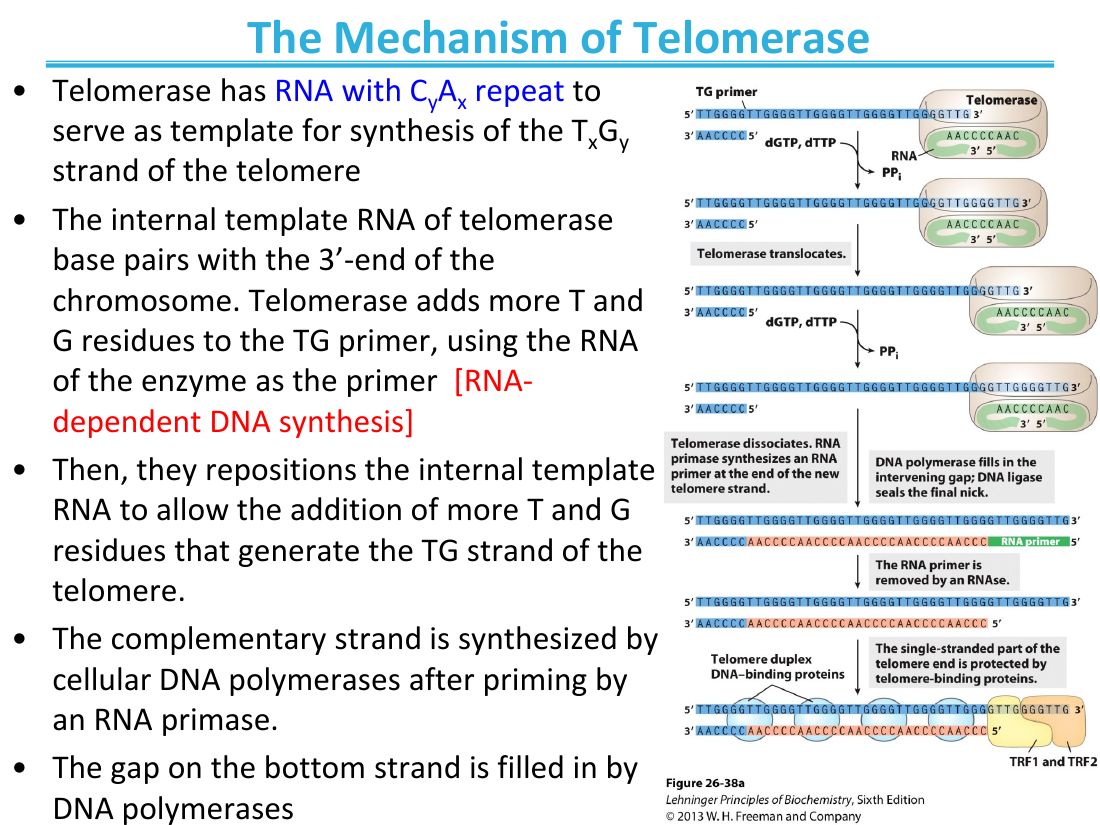 The Mechanism of Telomerase
• Telomerase has RNA with CyAx repeat to
serve as template for synthesis of the TxGy
strand of the telomere
• The internal template RNA of telomerase
base pairs with the 3’-end of the
chromosome. Telomerase adds more T and
G residues to the TG primer, using the RNA
of the enzyme as the primer [RNA-
dependent DNA synthesis]
• Then, they repositions the internal template
RNA to allow the addition of more T and G
residues that generate the TG strand of the
telomere.
• The complementary strand is synthesized by
cellular DNA polymerases after priming by
an RNA primase.
• The gap on the bottom strand is filled in by
DNA polymerases
TG primer
Telomerase
5′ TTGGGGTTGGGGTTGGGGTTGGGGTTGGGGTTG 3′
3′ AACCCC 5′
AACCCCAAC
3′ 5′
dGTP, dTTP
RNA
PPi
5′ TTGGGGTTGGGGTTGGGGTTGGGGTTGGGGTTGGGGTTG 3′
3′ AACCCC 5′
AACCCCAAC
3′ 5′
Telomerase translocates.
5′ TTGGGGTTGGGGTTGGGGTTGGGGTTGGGGTTGGGGTTG 3′
3′ AACCCC 5′
AACCCCAAC
3′ 5′
dGTP, dTTP
PPi
5′ TTGGGGTTGGGGTTGGGGTTGGGGTTGGGGTTGGGGTTGGGGTTG 3′
3′ AACCCC 5′
AACCCCAAC
3′ 5′
Telomerase dissociates. RNA
primase synthesizes an RNA
primer at the end of the new
telomere strand.
DNA polymerase fills in the
intervening gap; DNA ligase
seals the final nick.
5′ TTGGGGTTGGGGTTGGGGTTGGGGTTGGGGTTGGGGTTGGGGTTG 3′
3′ AACCCCAACCCCAACCCCAACCCCAACCCCAACCC RNA primer 5′
The RNA primer is
removed by an RNAse.
5′ TTGGGGTTGGGGTTGGGGTTGGGGTTGGGGTTGGGGTTGGGGTTG 3′
3′ AACCCCAACCCCAACCCCAACCCCAACCCCAACCC 5′
Telomere duplex
DNA–binding proteins
The single-stranded part of the
telomere end is protected by
telomere-binding proteins.
5′ TTGGGGTTGGGGTTGGGGTTGGGGTTGGGGTTGGGGTTGGGGTTG 3′
3′ AACCCCAACCCCAACCCCAACCCCAACCCCAACCC 5′
TRF1 and TRF2
Figure 26-38a
Lehninger Principles of Biochemistry, Sixth Edition
© 2013 W. H. Freeman and Company